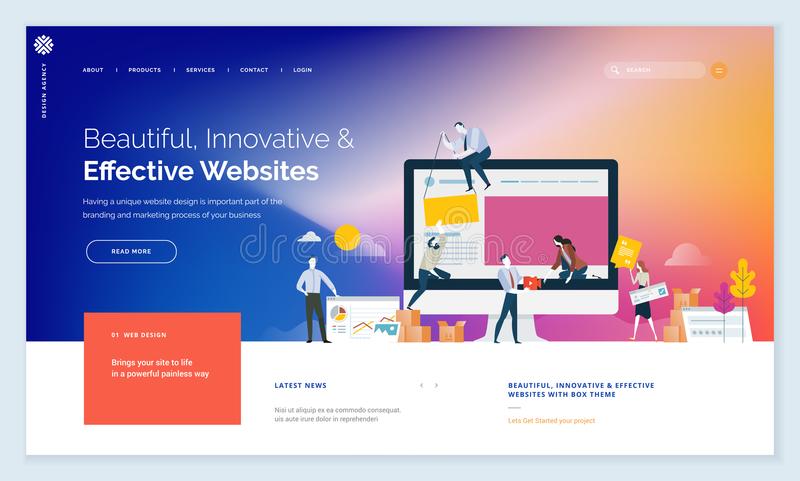 DESIGN AGENCY
ABOUT | PRODUCTS | SERVICES | CONTACT | LOGIN
SEARCH
Beautiful, Innovative &
Effective Websites
Having a unique website design is important part of the
branding and marketing process of your business
READ MORE
01 WEB DESIGN
Brings your site to life
in a powerful painless way
LATEST NEWS
Nisi ut aliquip ex ea commodo consequat.
uis aute irure dolor in reprehenderi
BEAUTIFUL, INNOVATIVE & EFFECTIVE
WEBSITES WITH BOX THEME
Lets Get Started your project
dreamstime